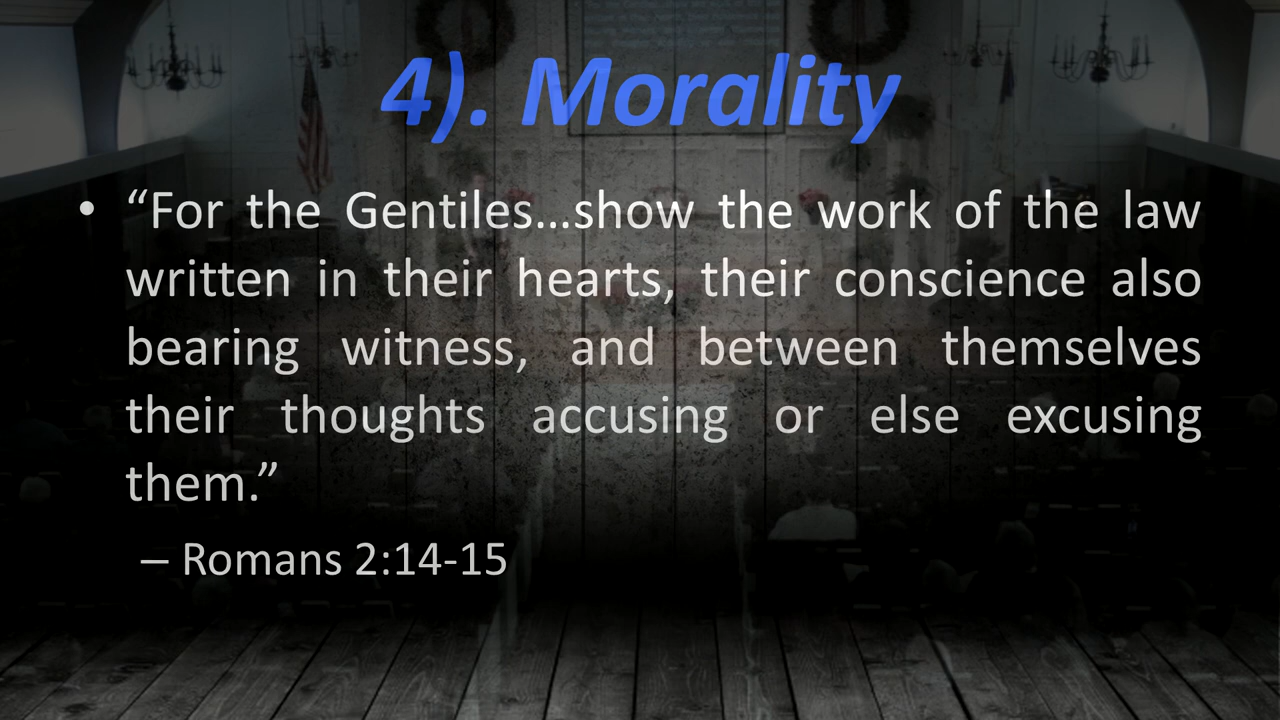 4). Morality
• “For the Gentiles…show the work of the law
written in their hearts, their conscience also
bearing witness, and between themselves
their thoughts accusing or else excusing
them.”
– Romans 2:14-15